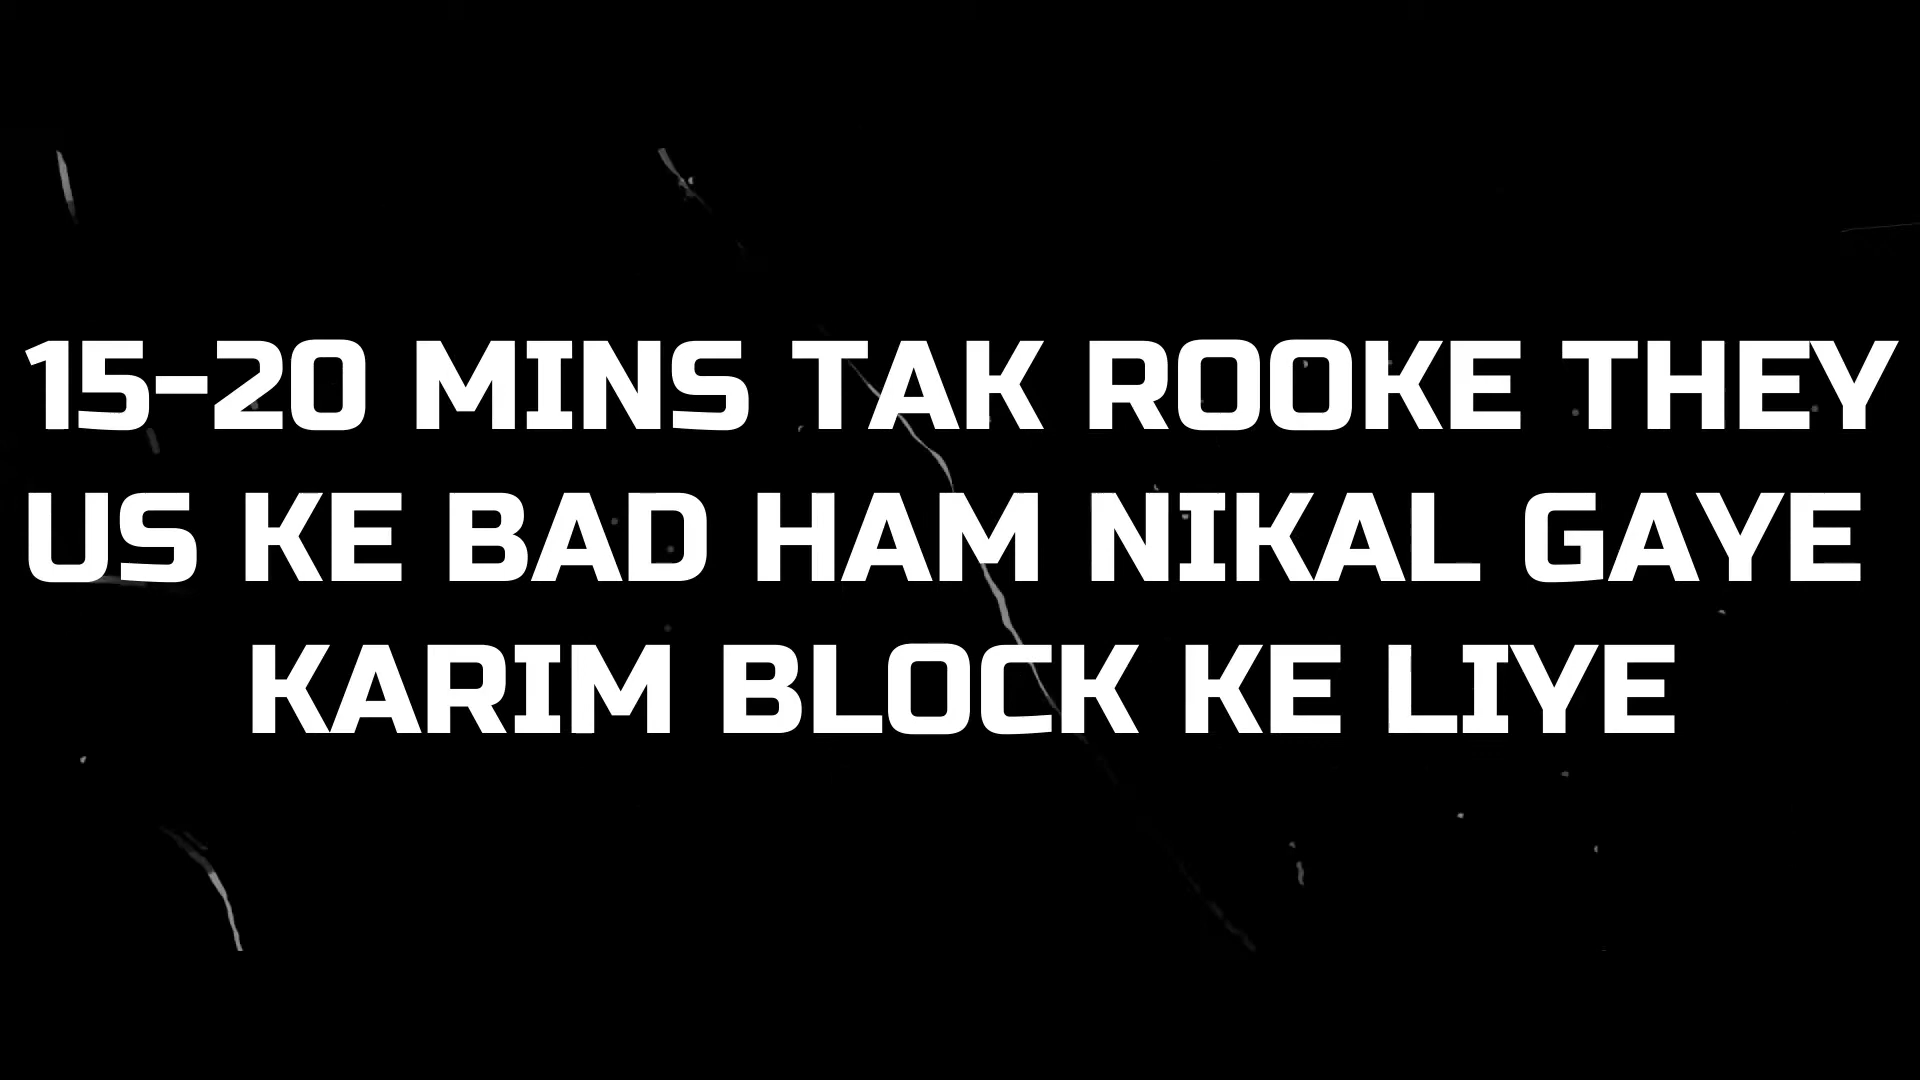 15-20 MINS TAK ROOKE THEY
US KE BAD HAM NIKAL GAYE
KARIM BLOCK KE LIYE